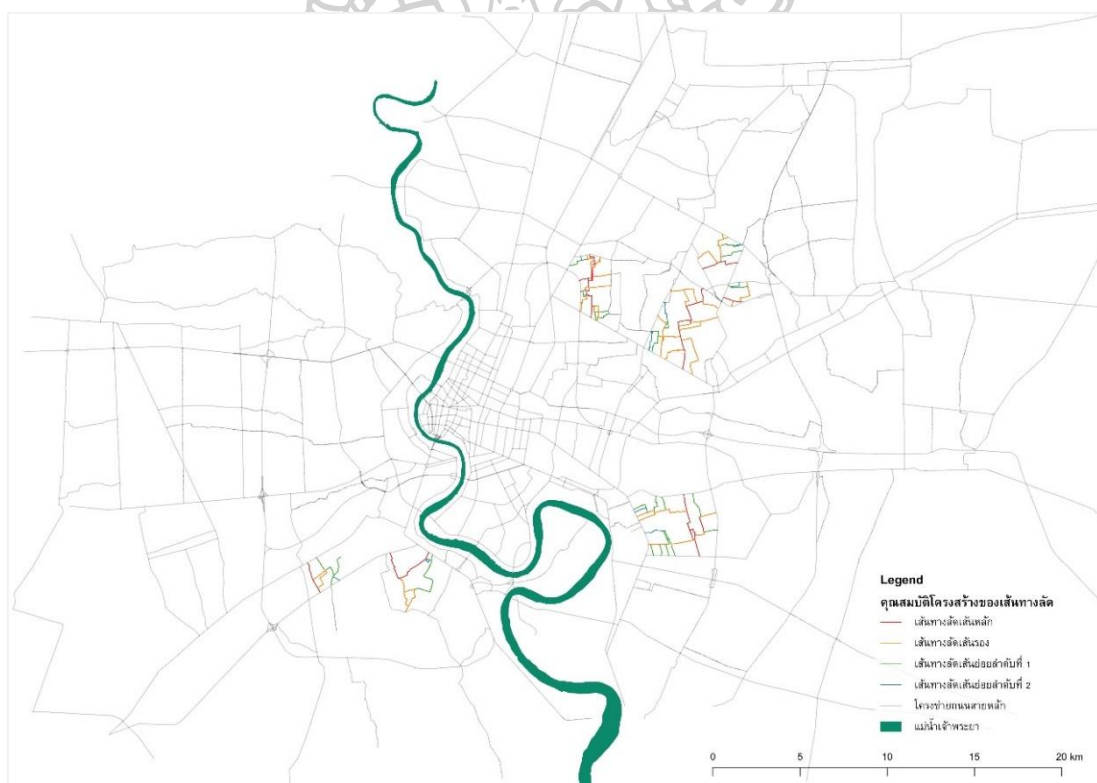 Legend
คุณสมบัติโครงสร้างของเส้นทางลัด
เส้นทางลัดเส้นหลัก
เส้นทางลัดเส้นรอง
เส้นทางลัดเส้นย่อยลำดับที่ 1
เส้นทางลัดเส้นย่อยลำดับที่ 2
โครงข่ายถนนสายหลัก
แม่น้ำเจ้าพระยา
0 5 10 15 20 km